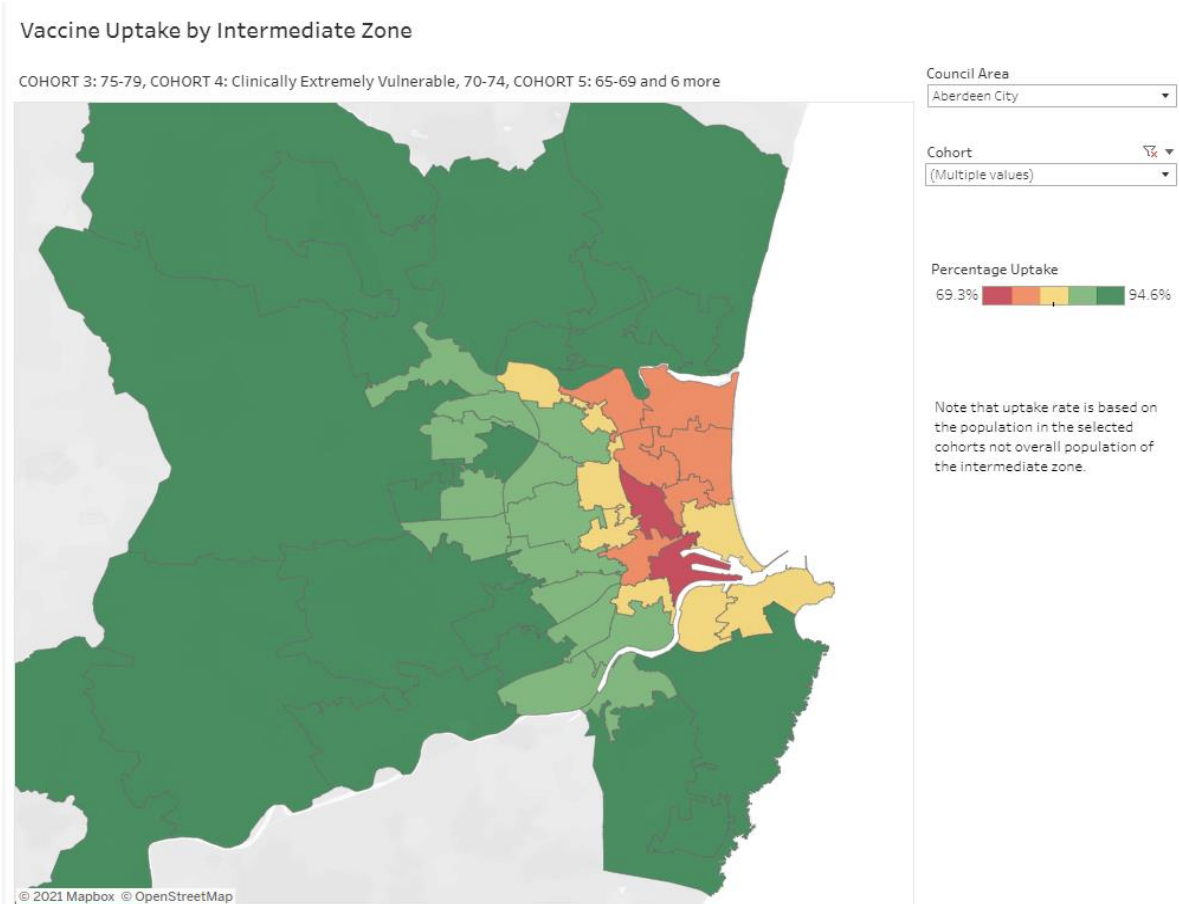 Vaccine Uptake by Intermediate Zone
COHORT 3: 75-79, COHORT 4: Clinically Extremely Vulnerable, 70-74, COHORT 5: 65-69 and 6 more
Council Area
Aberdeen City
Cohort
(Multiple values)
Percentage Uptake
69.3% 94.6%
Note that uptake rate is based on
the population in the selected
cohorts not overall population of
the intermediate zone.
© 2021 Mapbox © OpenStreetMap